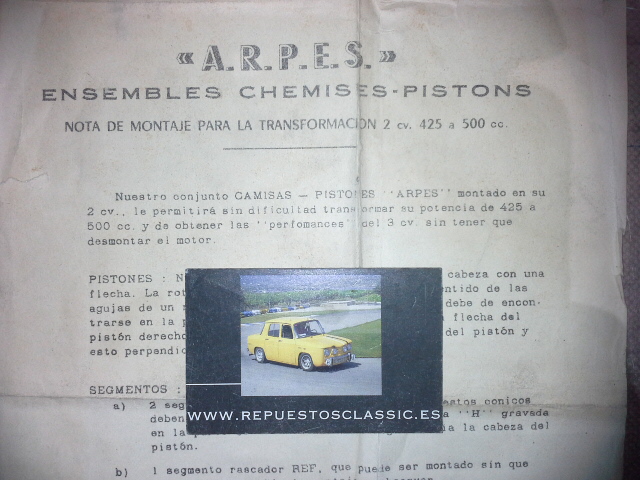 « A.R.P.E.S. »
ENSEMBLES CHEMISES-PISTONS
NOTA DE MONTAJE PARA LA TRANSFORMACION 2 cv. 425 a 500 cc.
Nuestro conjunto CAMISAS — PISTONES ''ARPES'' montado en su
2 cv., le permitirá sin dificultad transformar su potencia de 425 a
500 cc. y de obtener las ''perfomances'' del 3 cv. sin tener que
desmontar el motor.
PISTONES : cabeza con una
flecha. La entido de las
agujas de un debe de encon-
trarse en la flecha del
pistón derecho del pistón y
esto
SEGMENTOS :
a) 2 conicos
deben ''H'' gravada
en la la cabeza del
pistón.
b) 1 segmento rascador REF, que puede ser montado sin que
WWW.REPUESTOSCLASSIC.ES